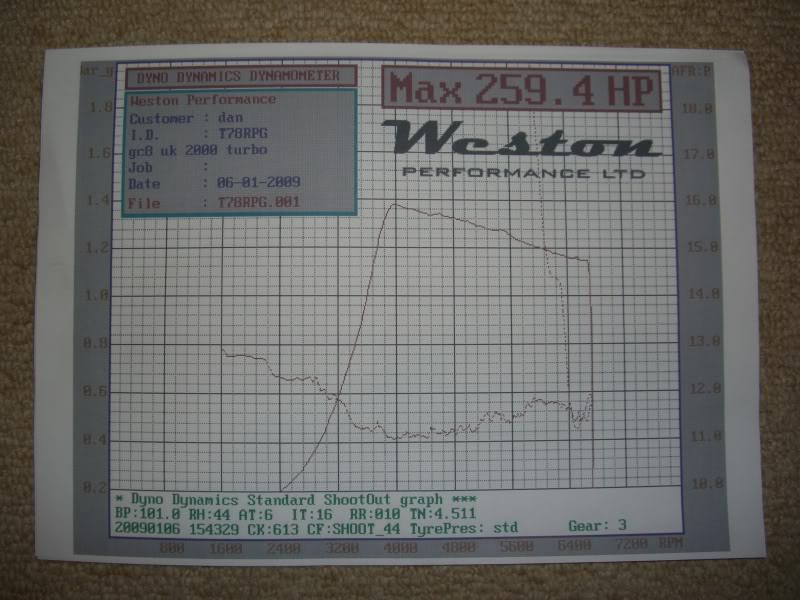 DYNO DYNAMICS DYNAMOMETER
Max 259.4 HP
AFR:P
Weston Performance
Customer : dan
I.D. : T78RPG
gc8 uk 2000 turbo
Job :
Date : 06-01-2009
File : T78RPG.001
Weston
PERFORMANCE LTD
1.8
1.6
1.4
1.2
1.0
0.8
0.6
0.4
0.2
18.0
17.0
16.0
15.0
14.0
13.0
12.0
11.0
10.0
* Dyno Dynamics Standard ShootOut graph ***
BP:101.0 RH:44 AT:6 IT:16 RR:010 TN:4.511
20090106 154329 CK:613 CF:SHOOT_44 TyrePres: std Gear: 3
800 1600 2400 3200 4000 4800 5600 6400 7200 RPM